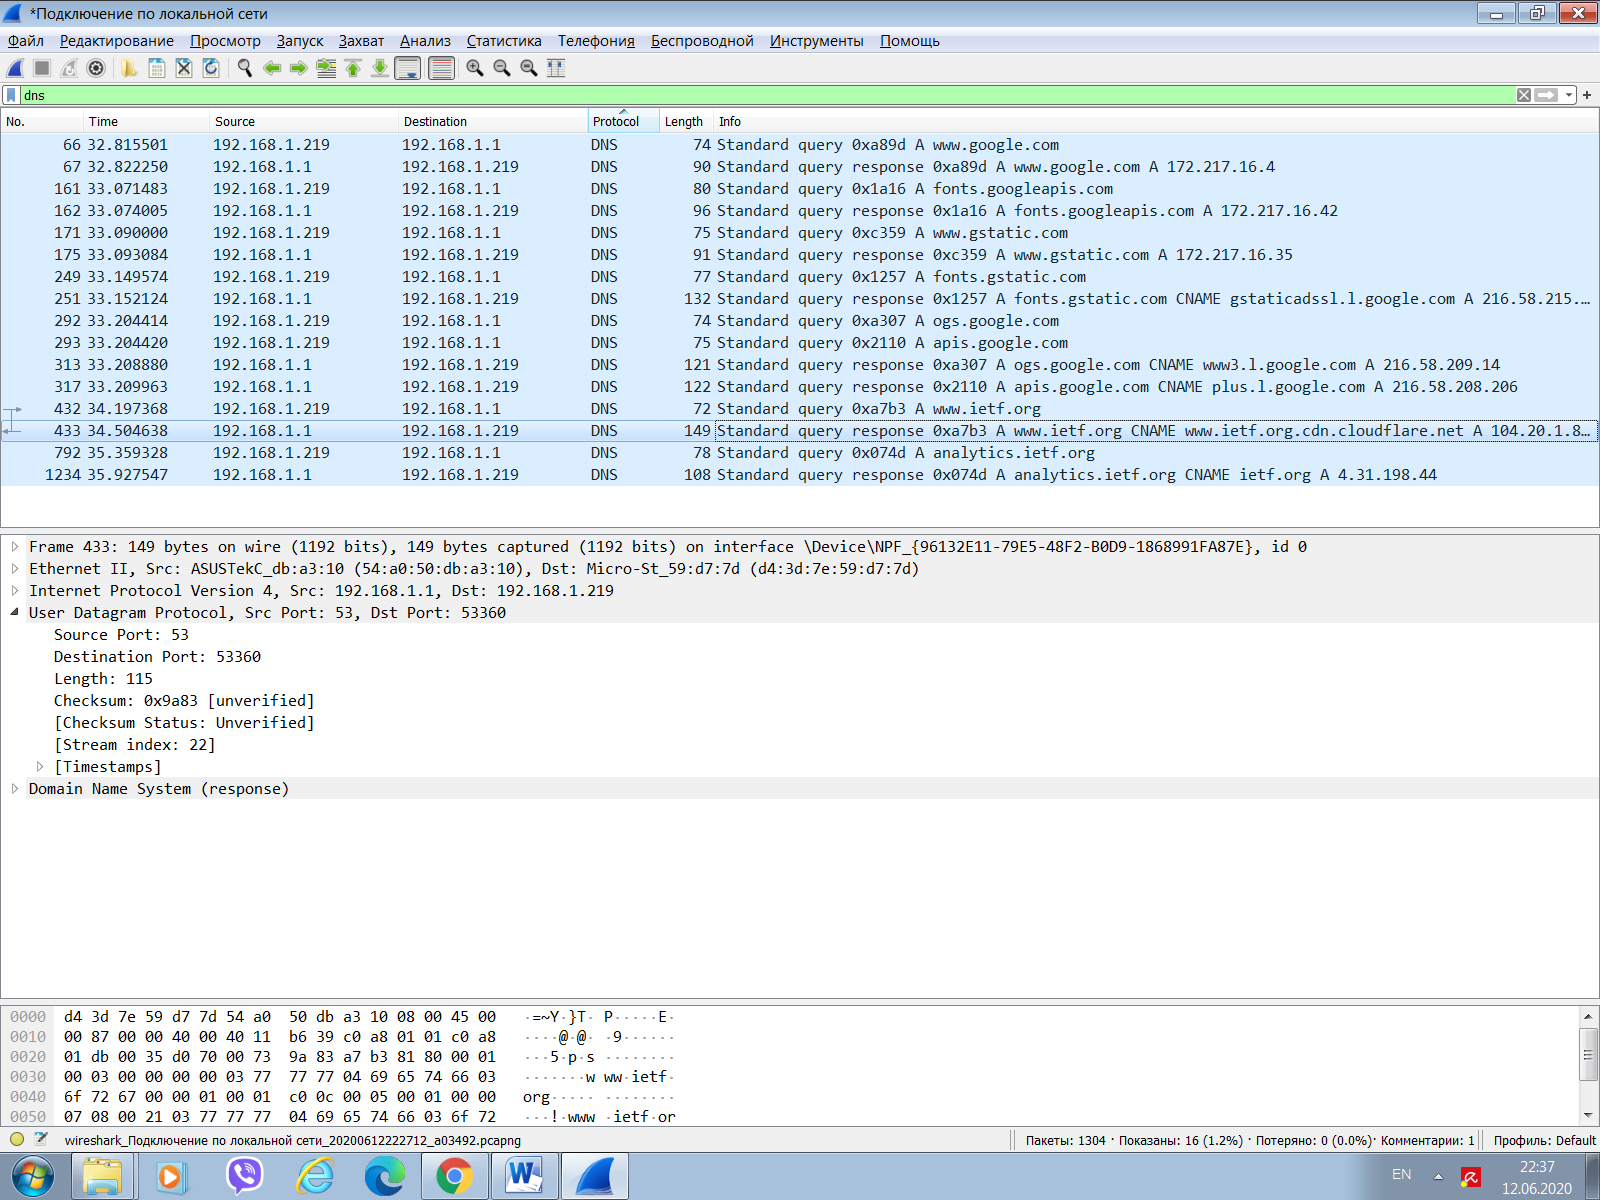 *Подключение по локальной сети
Файл Редактирование Просмотр Запуск Захват Анализ Статистика Телефония Беспроводной Инструменты Помощь
dns
No. Time Source Destination Protocol Length Info
66 32.815501 192.168.1.219 192.168.1.1 DNS 74 Standard query 0xa89d A www.google.com
67 32.822250 192.168.1.1 192.168.1.219 DNS 90 Standard query response 0xa89d A www.google.com A 172.217.16.4
161 33.071483 192.168.1.219 192.168.1.1 DNS 80 Standard query 0x1a16 A fonts.googleapis.com
162 33.074005 192.168.1.1 192.168.1.219 DNS 96 Standard query response 0x1a16 A fonts.googleapis.com A 172.217.16.42
171 33.090000 192.168.1.219 192.168.1.1 DNS 75 Standard query 0xc359 A www.gstatic.com
175 33.093084 192.168.1.1 192.168.1.219 DNS 91 Standard query response 0xc359 A www.gstatic.com A 172.217.16.35
249 33.149574 192.168.1.219 192.168.1.1 DNS 77 Standard query 0x1257 A fonts.gstatic.com
251 33.152124 192.168.1.1 192.168.1.219 DNS 132 Standard query response 0x1257 A fonts.gstatic.com CNAME gstaticadssl.l.google.com A 216.58.215.…
292 33.204414 192.168.1.219 192.168.1.1 DNS 74 Standard query 0xa307 A ogs.google.com
293 33.204420 192.168.1.219 192.168.1.1 DNS 75 Standard query 0x2110 A apis.google.com
313 33.208880 192.168.1.1 192.168.1.219 DNS 121 Standard query response 0xa307 A ogs.google.com CNAME www3.l.google.com A 216.58.209.14
317 33.209963 192.168.1.1 192.168.1.219 DNS 122 Standard query response 0x2110 A apis.google.com CNAME plus.l.google.com A 216.58.208.206
432 34.197368 192.168.1.219 192.168.1.1 DNS 72 Standard query 0xa7b3 A www.ietf.org
433 34.504638 192.168.1.1 192.168.1.219 DNS 149 Standard query response 0xa7b3 A www.ietf.org CNAME www.ietf.org.cdn.cloudflare.net A 104.20.1.8…
792 35.359328 192.168.1.219 192.168.1.1 DNS 78 Standard query 0x074d A analytics.ietf.org
1234 35.927547 192.168.1.1 192.168.1.219 DNS 108 Standard query response 0x074d A analytics.ietf.org CNAME ietf.org A 4.31.198.44
Frame 433: 149 bytes on wire (1192 bits), 149 bytes captured (1192 bits) on interface \Device\NPF_{96132E11-79E5-48F2-B0D9-1868991FA87E}, id 0
Ethernet II, Src: ASUSTekC_db:a3:10 (54:a0:50:db:a3:10), Dst: Micro-St_59:d7:7d (d4:3d:7e:59:d7:7d)
Internet Protocol Version 4, Src: 192.168.1.1, Dst: 192.168.1.219
User Datagram Protocol, Src Port: 53, Dst Port: 53360
Source Port: 53
Destination Port: 53360
Length: 115
Checksum: 0x9a83 [unverified]
[Checksum Status: Unverified]
[Stream index: 22]
[Timestamps]
Domain Name System (response)
0000 d4 3d 7e 59 d7 7d 54 a0 50 db a3 10 08 00 45 00 ·=~Y·}T· P·····E·
0010 00 87 00 00 40 00 40 11 b6 39 c0 a8 01 01 c0 a8 ····@·@· ·9······
0020 01 db 00 35 d0 70 00 73 9a 83 a7 b3 81 80 00 01 ···5·p·s ········
0030 00 03 00 00 00 00 03 77 77 77 04 69 65 74 66 03 ·······w ww·ietf·
0040 6f 72 67 00 00 01 00 01 c0 0c 00 05 00 01 00 00 org····· ········
0050 07 08 00 21 03 77 77 77 04 69 65 74 66 03 6f 72 ···!·www ·ietf·or
wireshark_Подключение по локальной сети_20200612222712_a03492.pcapng Пакеты: 1304 · Показаны: 16 (1.2%) · Потеряно: 0 (0.0%) · Комментарии: 1 Профиль: Default
EN 22:37
12.06.2020